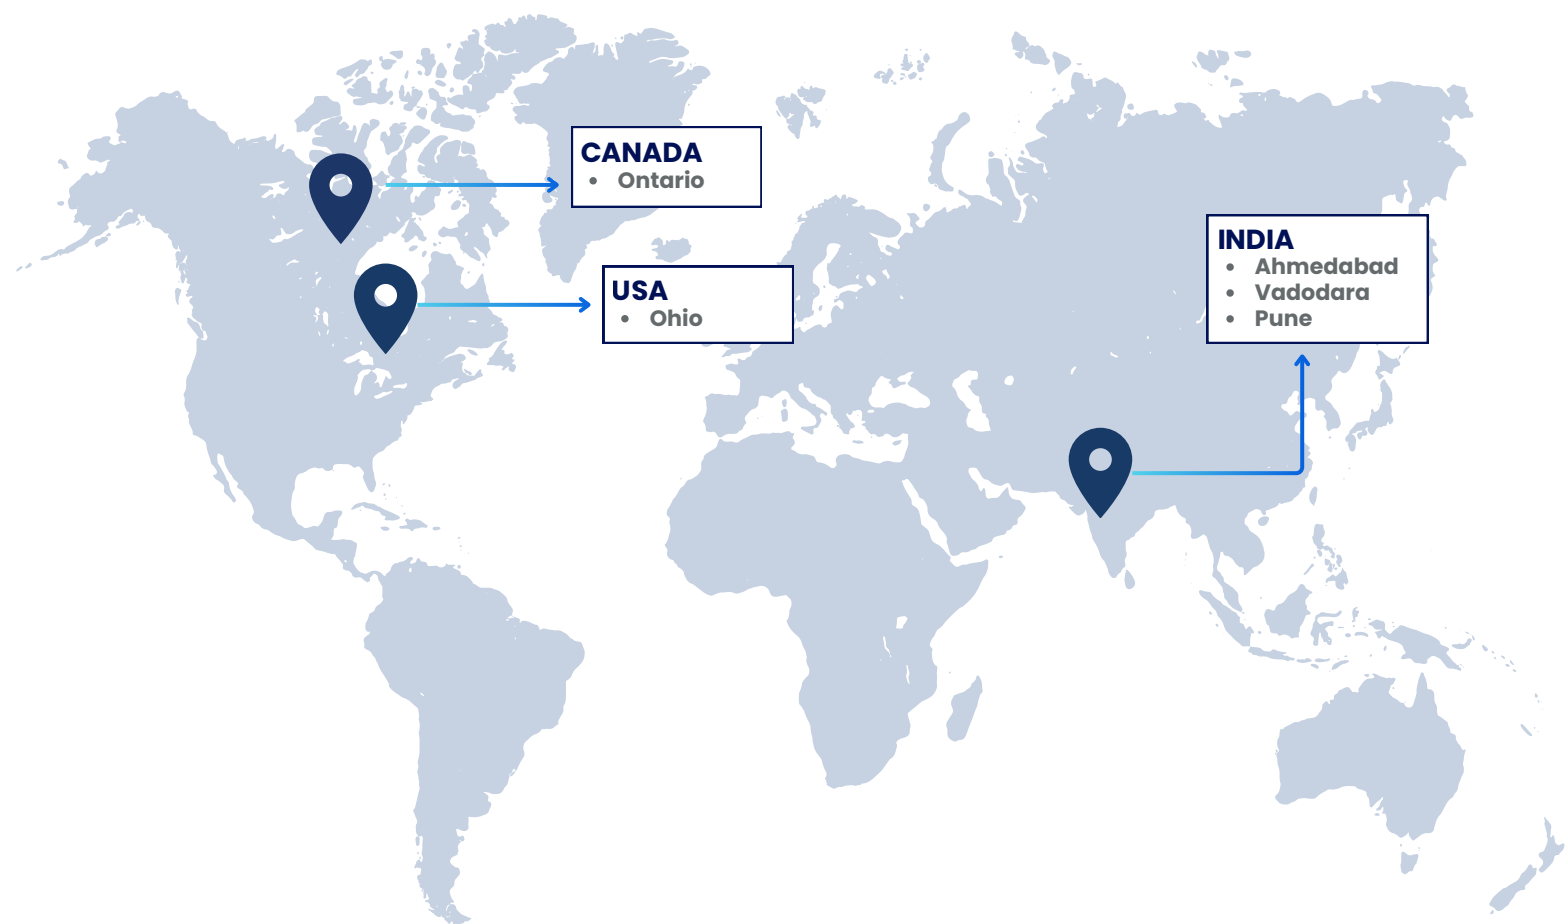 CANADA
• Ontario
USA
• Ohio
INDIA
• Ahmedabad
• Vadodara
• Pune